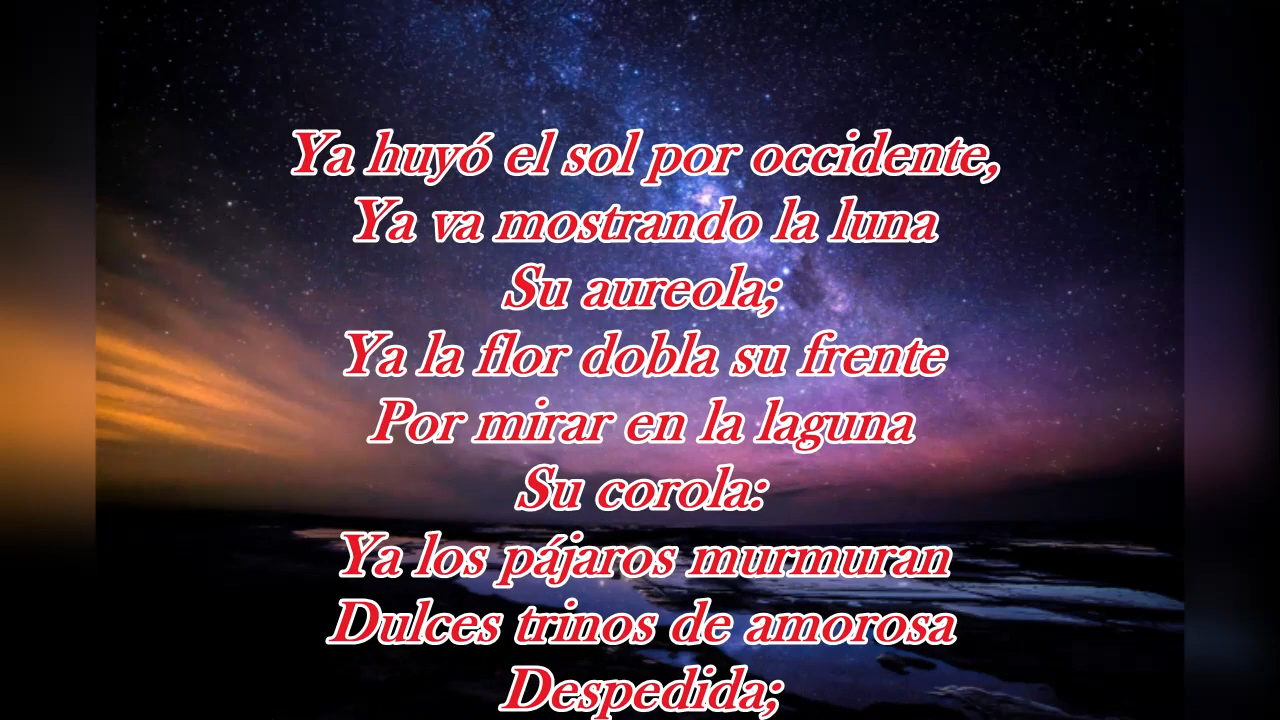 Ya huyó el sol por occidente,
Ya va mostrando la luna
Su aureola;
Ya la flor dobla su frente
Por mirar en la laguna
Su corola:
Ya los pájaros murmuran
Dulces trinos de amorosa
Despedida;